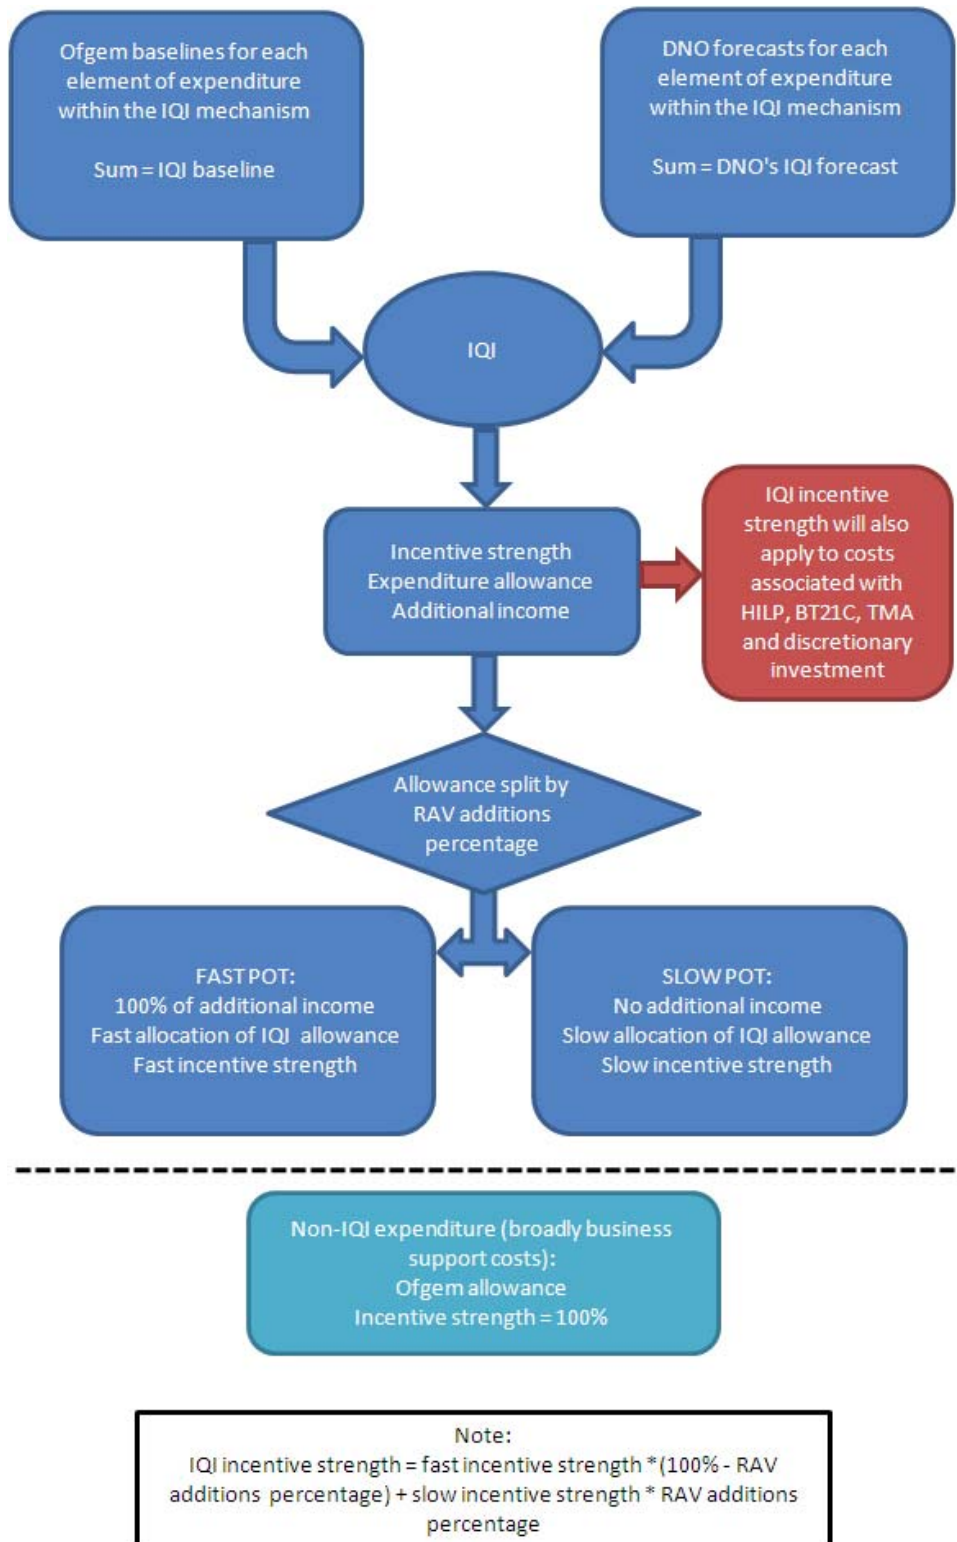 Ofgem baselines for each
element of expenditure
within the IQI mechanism
Sum = IQI baseline
DNO forecasts for each
element of expenditure
within the IQI mechanism
Sum = DNO's IQI forecast
IQI
Incentive strength
Expenditure allowance
Additional income
IQI incentive
strength will also
apply to costs
associated with
HILP, BT21C, TMA
and discretionary
investment
Allowance split by
RAV additions
percentage
FAST POT:
100% of additional income
Fast allocation of IQI allowance
Fast incentive strength
SLOW POT:
No additional income
Slow allocation of IQI allowance
Slow incentive strength
Non-IQI expenditure (broadly business
support costs):
Ofgem allowance
Incentive strength = 100%
Note:
IQI incentive strength = fast incentive strength *(100% - RAV
additions percentage) + slow incentive strength * RAV additions
percentage